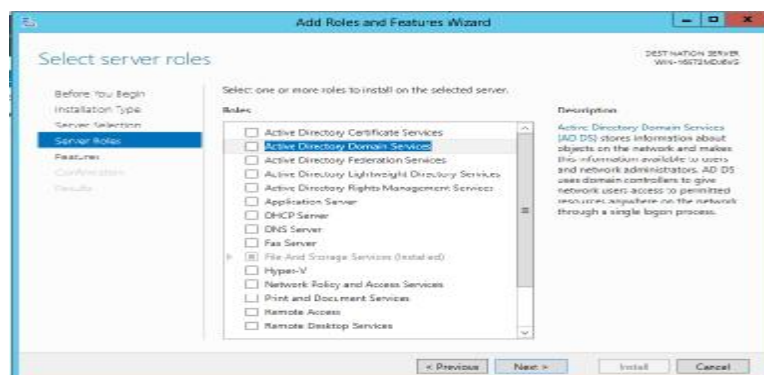 Add Roles and Features Wizard
Select server roles
DESTINATION SERVER
Before You Begin
Installation Type
Server Selection
Server Roles
Features
Confirmation
Results
Select one or more roles to install on the selected server.
Roles
Active Directory Certificate Services
Active Directory Domain Services
Active Directory Federation Services
Active Directory Lightweight Directory Services
Active Directory Rights Management Services
Application Server
DHCP Server
DNS Server
Fax Server
File And Storage Services (Installed)
Hyper-V
Network Policy and Access Services
Print and Document Services
Remote Access
Remote Desktop Services
Description
Active Directory Domain Services
(AD DS) stores information about
objects on the network and makes
this information available to users
and network administrators. AD DS
uses domain controllers to give
network users access to permitted
resources anywhere on the network
through a single logon process.
< Previous
Next >
Install
Cancel